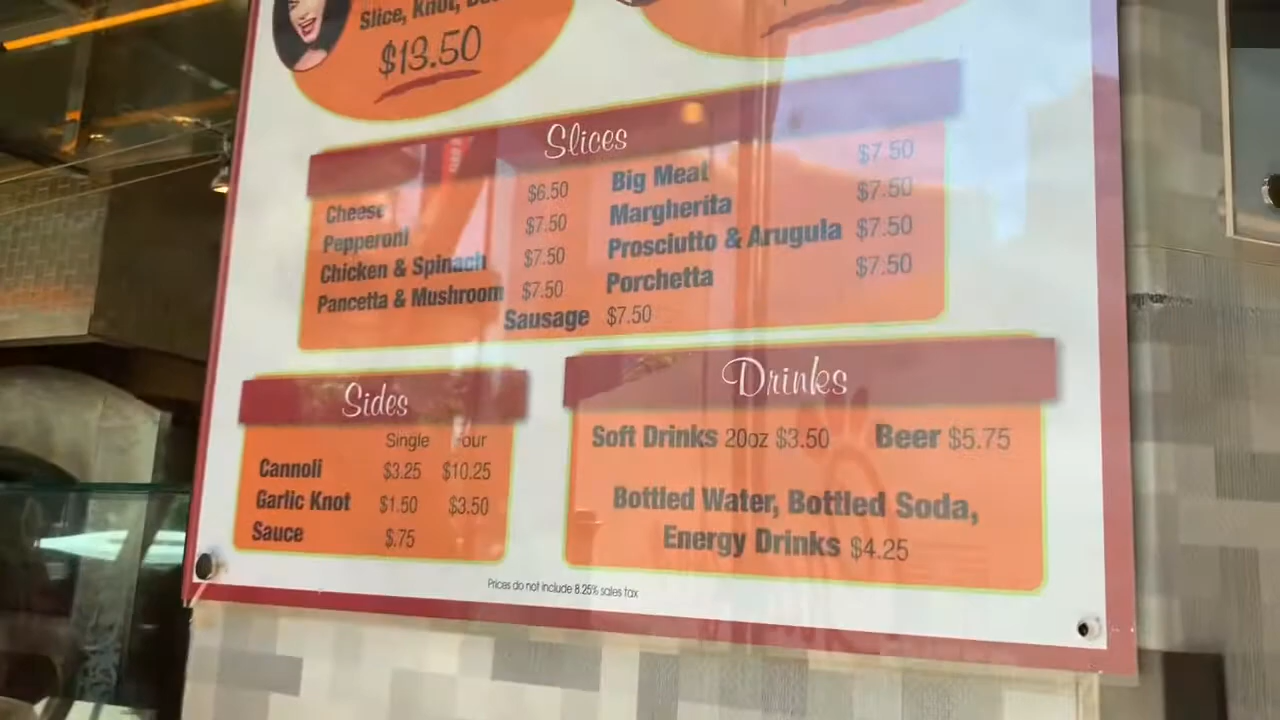 Slice, Knot,
$13.50
Slices
Cheese $6.50
Pepperoni $7.50
Chicken & Spinach $7.50
Pancetta & Mushroom $7.50
Big Meat $7.50
Margherita $7.50
Prosciutto & Arugula $7.50
Porchetta $7.50
Sausage $7.50
Sides
Single Four
Cannoli $3.25 $10.25
Garlic Knot $1.50 $3.50
Sauce $.75
Drinks
Soft Drinks 20oz $3.50 Beer $5.75
Bottled Water, Bottled Soda,
Energy Drinks $4.25
Prices do not include 8.25% sales tax